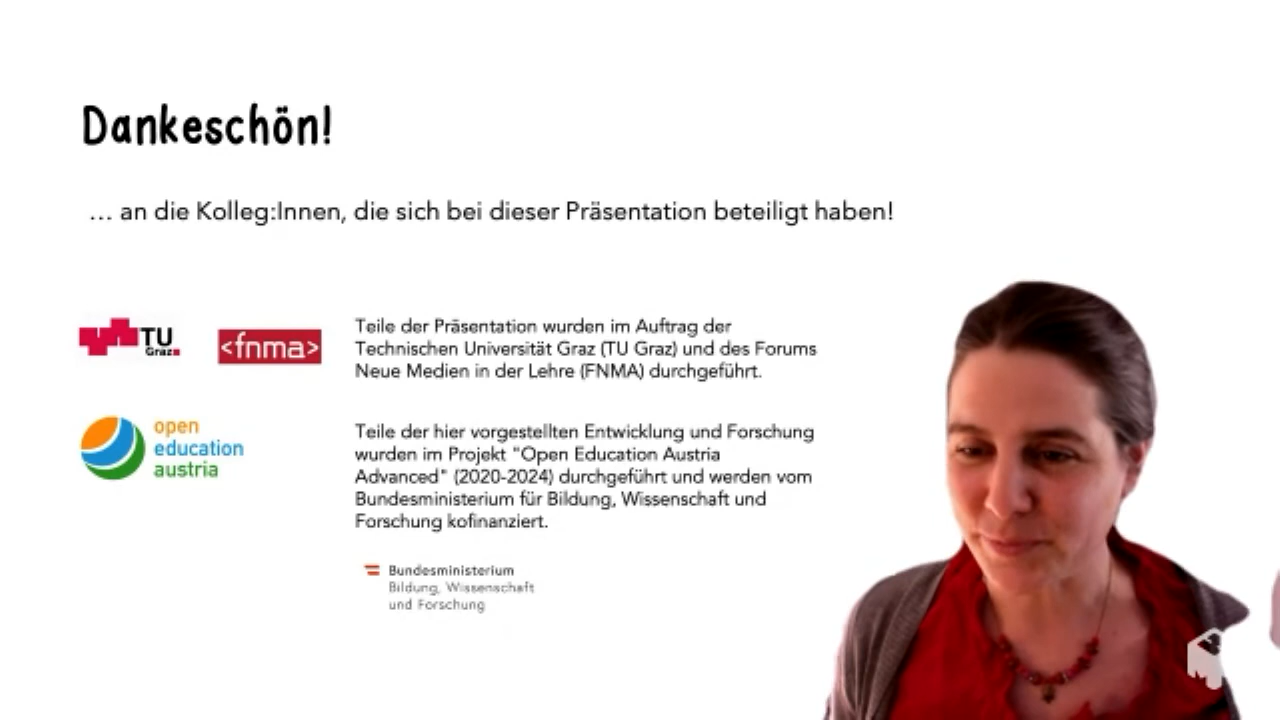 Dankeschön!
… an die Kolleg:Innen, die sich bei dieser Präsentation beteiligt haben!
TU
Graz
<fnma>
Teile der Präsentation wurden im Auftrag der
Technischen Universität Graz (TU Graz) und des Forums
Neue Medien in der Lehre (FNMA) durchgeführt.
open
education
austria
Teile der hier vorgestellten Entwicklung und Forschung
wurden im Projekt "Open Education Austria
Advanced" (2020-2024) durchgeführt und werden vom
Bundesministerium für Bildung, Wissenschaft und
Forschung kofinanziert.
Bundesministerium
Bildung, Wissenschaft
und Forschung